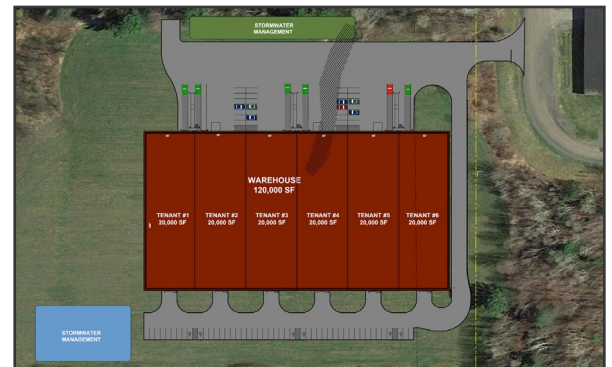 STORMWATER
MANAGEMENT
WAREHOUSE
120,000 SF
TENANT #1
20,000 SF
TENANT #2
20,000 SF
TENANT #3
20,000 SF
TENANT #4
20,000 SF
TENANT #5
20,000 SF
TENANT #6
20,000 SF
STORMWATER
MANAGEMENT